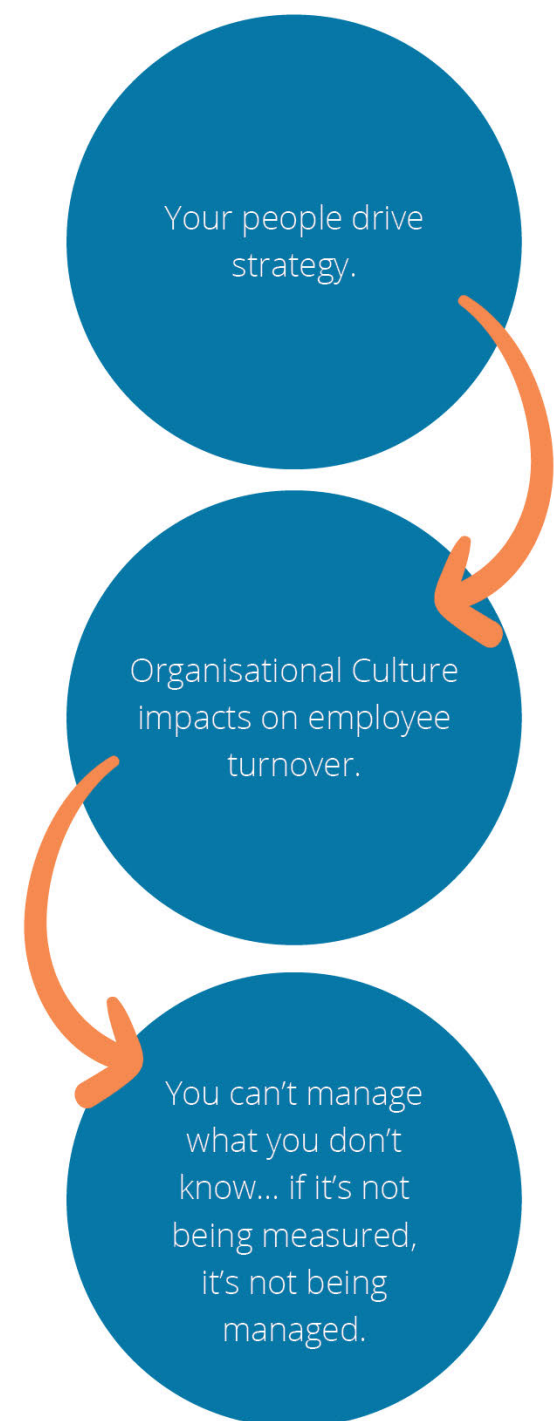 Your people drive
strategy.
Organisational Culture
impacts on employee
turnover.
You can’t manage
what you don’t
know... if it’s not
being measured,
it’s not being
managed.